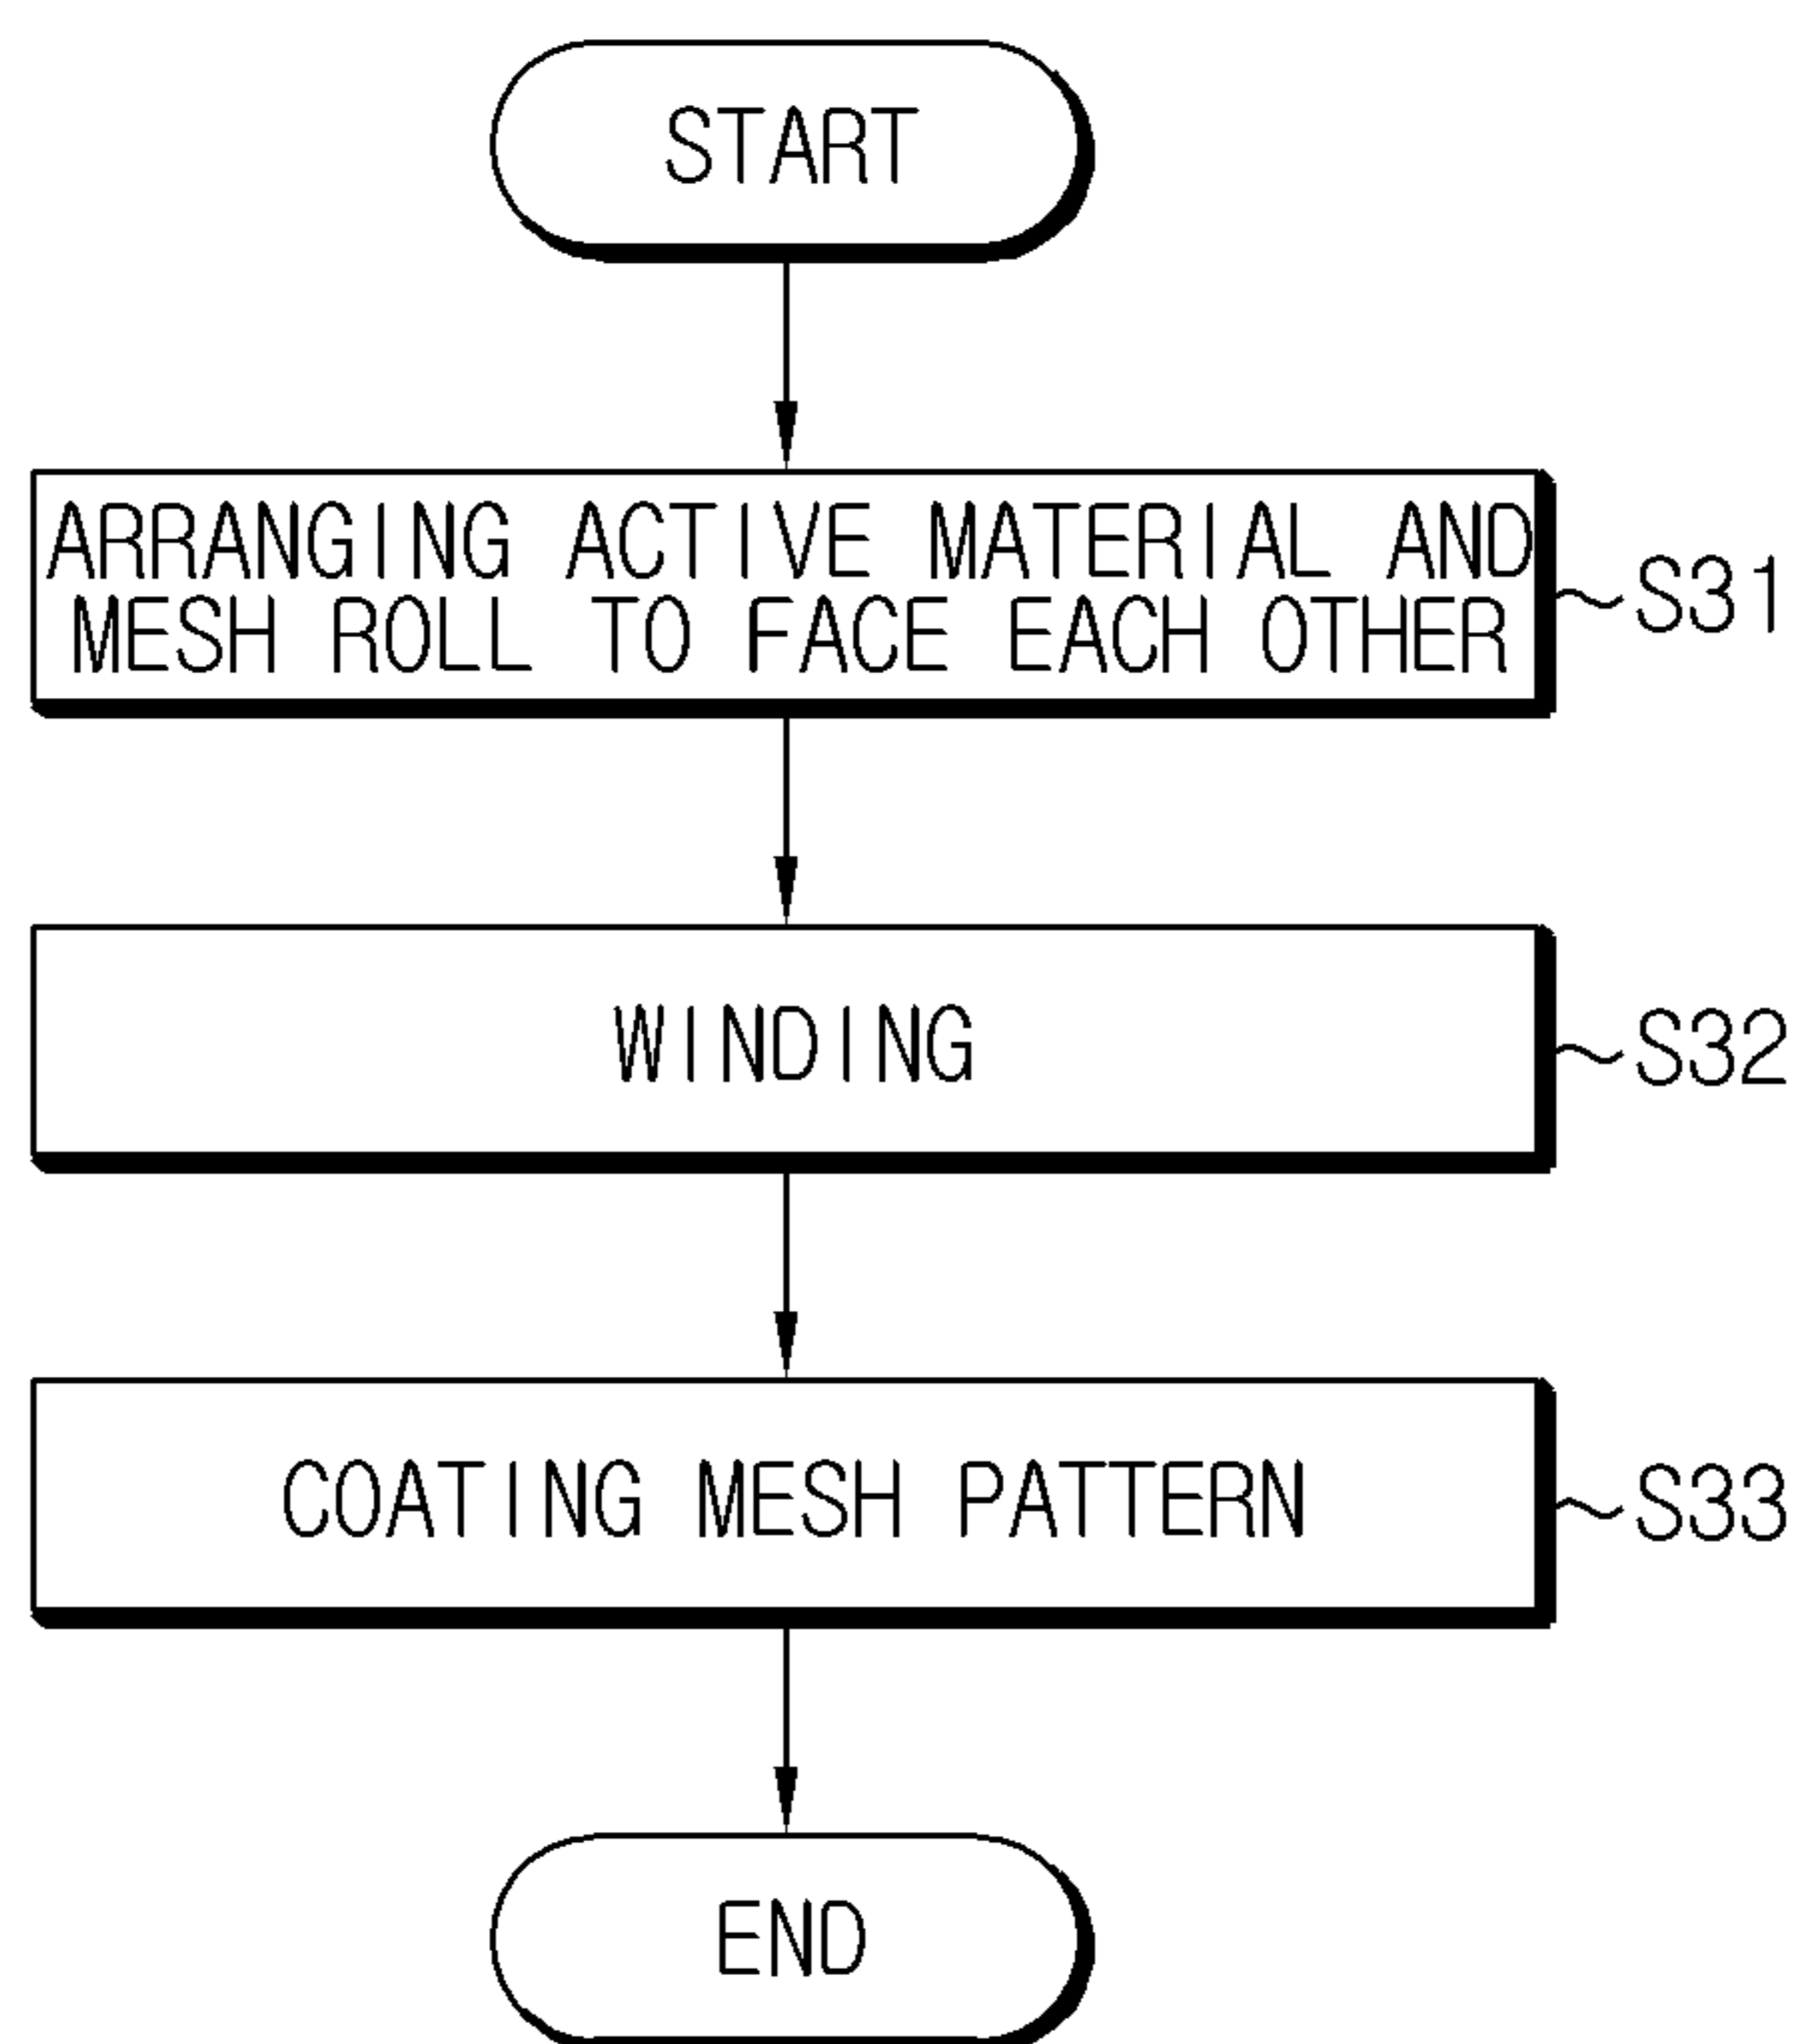 START
ARRANGING ACTIVE MATERIAL AND
MESH ROLL TO FACE EACH OTHER
S31
WINDING
S32
COATING MESH PATTERN
S33
END